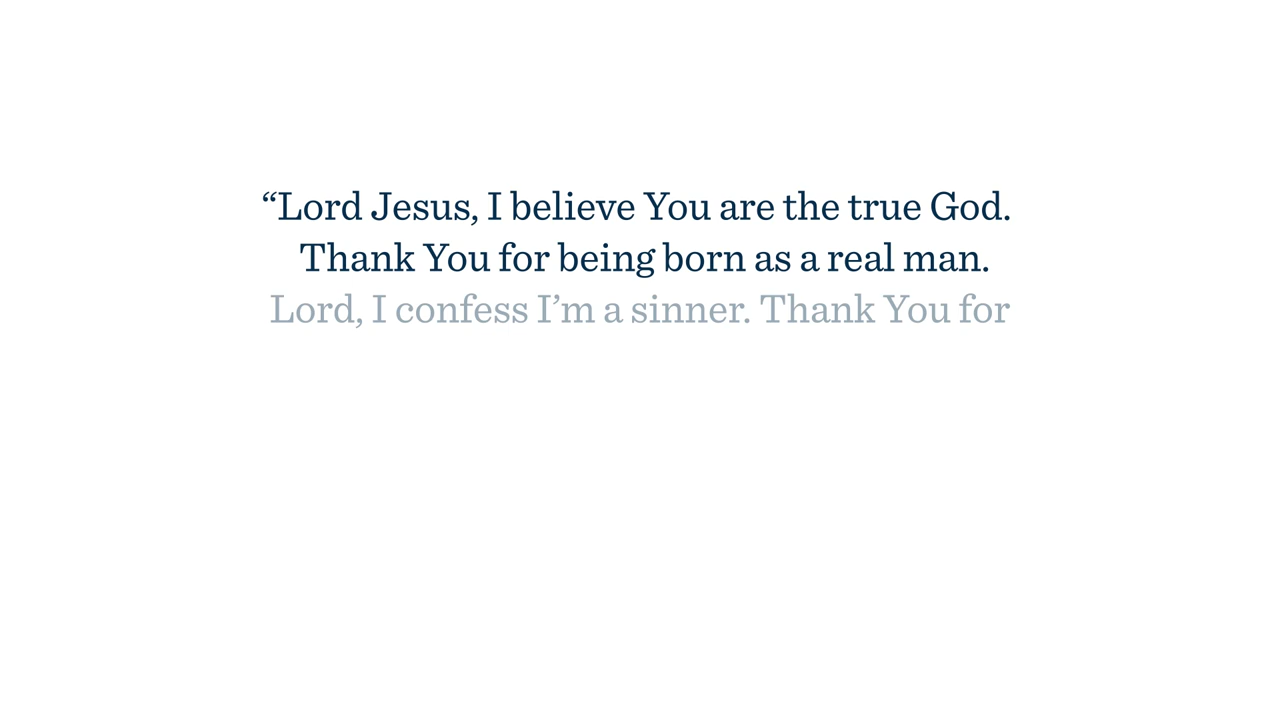 “Lord Jesus, I believe You are the true God.
Thank You for being born as a real man.
Lord, I confess I’m a sinner. Thank You for